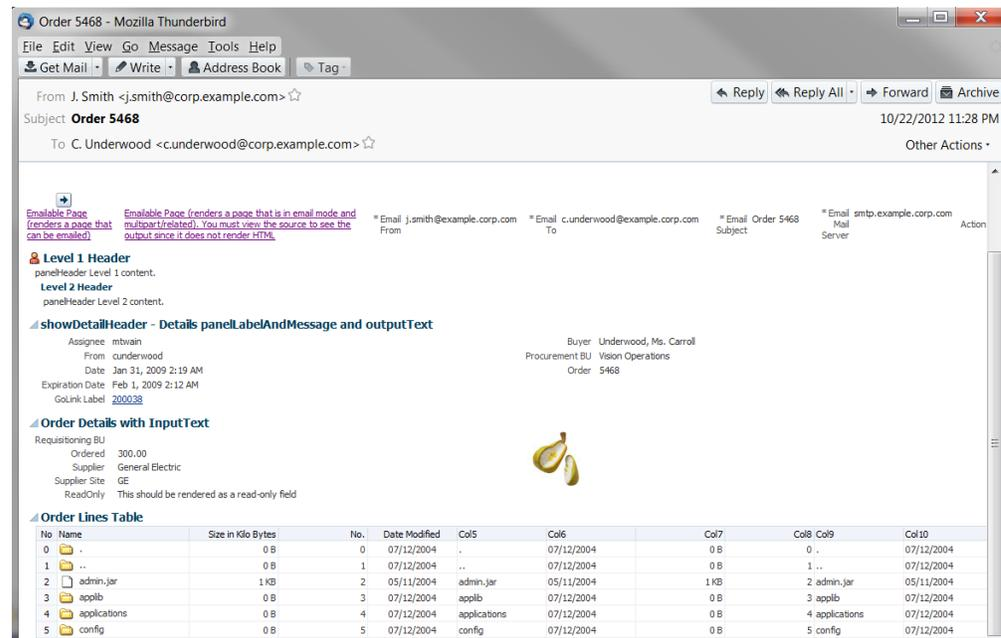 Order 5468 - Mozilla Thunderbird
File Edit View Go Message Tools Help
Get Mail Write Address Book Tag
From J. Smith <j.smith@corp.example.com> Reply Reply All Forward Archive
Subject Order 5468 10/22/2012 11:28 PM
To C. Underwood <c.underwood@corp.example.com> Other Actions
Emailable Page (renders a page that can be emailed)
Emailable Page (renders a page that is in email mode and multipart/related). You must view the source to see the output since it does not render HTML
* Email From j.smith@example.corp.com
* Email To c.underwood@example.corp.com
* Email Subject Order 5468
* Email Mail Server smtp.example.corp.com
Action
Level 1 Header
panelHeader Level 1 content.
Level 2 Header
panelHeader Level 2 content.
showDetailHeader - Details panelLabelAndMessage and outputText
Assignee mtwain Buyer Underwood, Ms. Carroll
From cunderwood Procurement BU Vision Operations
Date Jan 31, 2009 2:19 AM Order 5468
Expiration Date Feb 1, 2009 2:12 AM
GoLink Label 200038
Order Details with InputText
Requisitioning BU
Ordered 300.00
Supplier General Electric
Supplier Site GE
ReadOnly This should be rendered as a read-only field
Order Lines Table
No Name Size in Kilo Bytes No. Date Modified Col5 Col6 Col7 Col8 Col9 Col10
0 . 0 B 0 07/12/2004 . 07/12/2004 0 B 0 . 07/12/2004
1 .. 0 B 1 07/12/2004 .. 07/12/2004 0 B 1 .. 07/12/2004
2 admin.jar 1 KB 2 05/11/2004 admin.jar 05/11/2004 1 KB 2 admin.jar 05/11/2004
3 applib 0 B 3 07/12/2004 applib 07/12/2004 0 B 3 applib 07/12/2004
4 applications 0 B 4 07/12/2004 applications 07/12/2004 0 B 4 applications 07/12/2004
5 config 0 B 5 07/12/2004 config 07/12/2004 0 B 5 config 07/12/2004